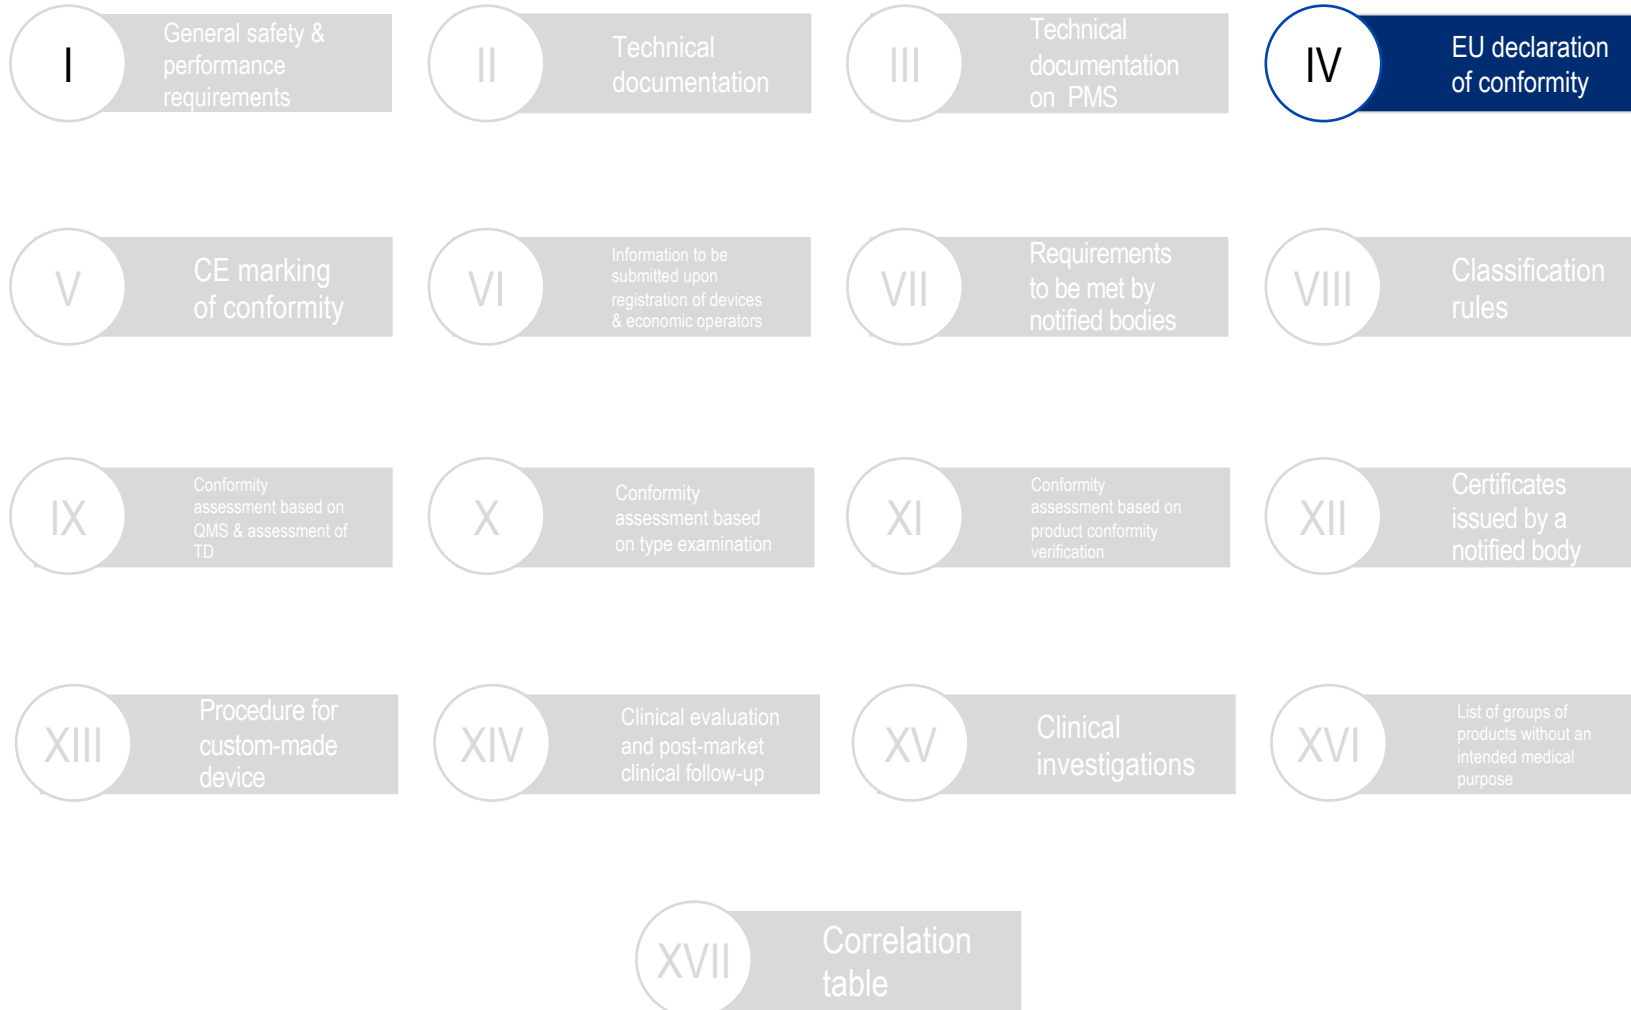 I
General safety &
performance
requirements
II
Technical
documentation
III
Technical
documentation
on PMS
IV
EU declaration
of conformity
V
CE marking
of conformity
VI
Information to be
submitted upon
registration of devices
& economic operators
VII
Requirements
to be met by
notified bodies
VIII
Classification
rules
IX
Conformity
assessment based on
QMS & assessment of
TD
X
Conformity
assessment based
on type examination
XI
Conformity
assessment based on
product conformity
verification
XII
Certificates
issued by a
notified body
XIII
Procedure for
custom-made
device
XIV
Clinical evaluation
and post-market
clinical follow-up
XV
Clinical
investigations
XVI
List of groups of
products without an
intended medical
purpose
XVII
Correlation
table